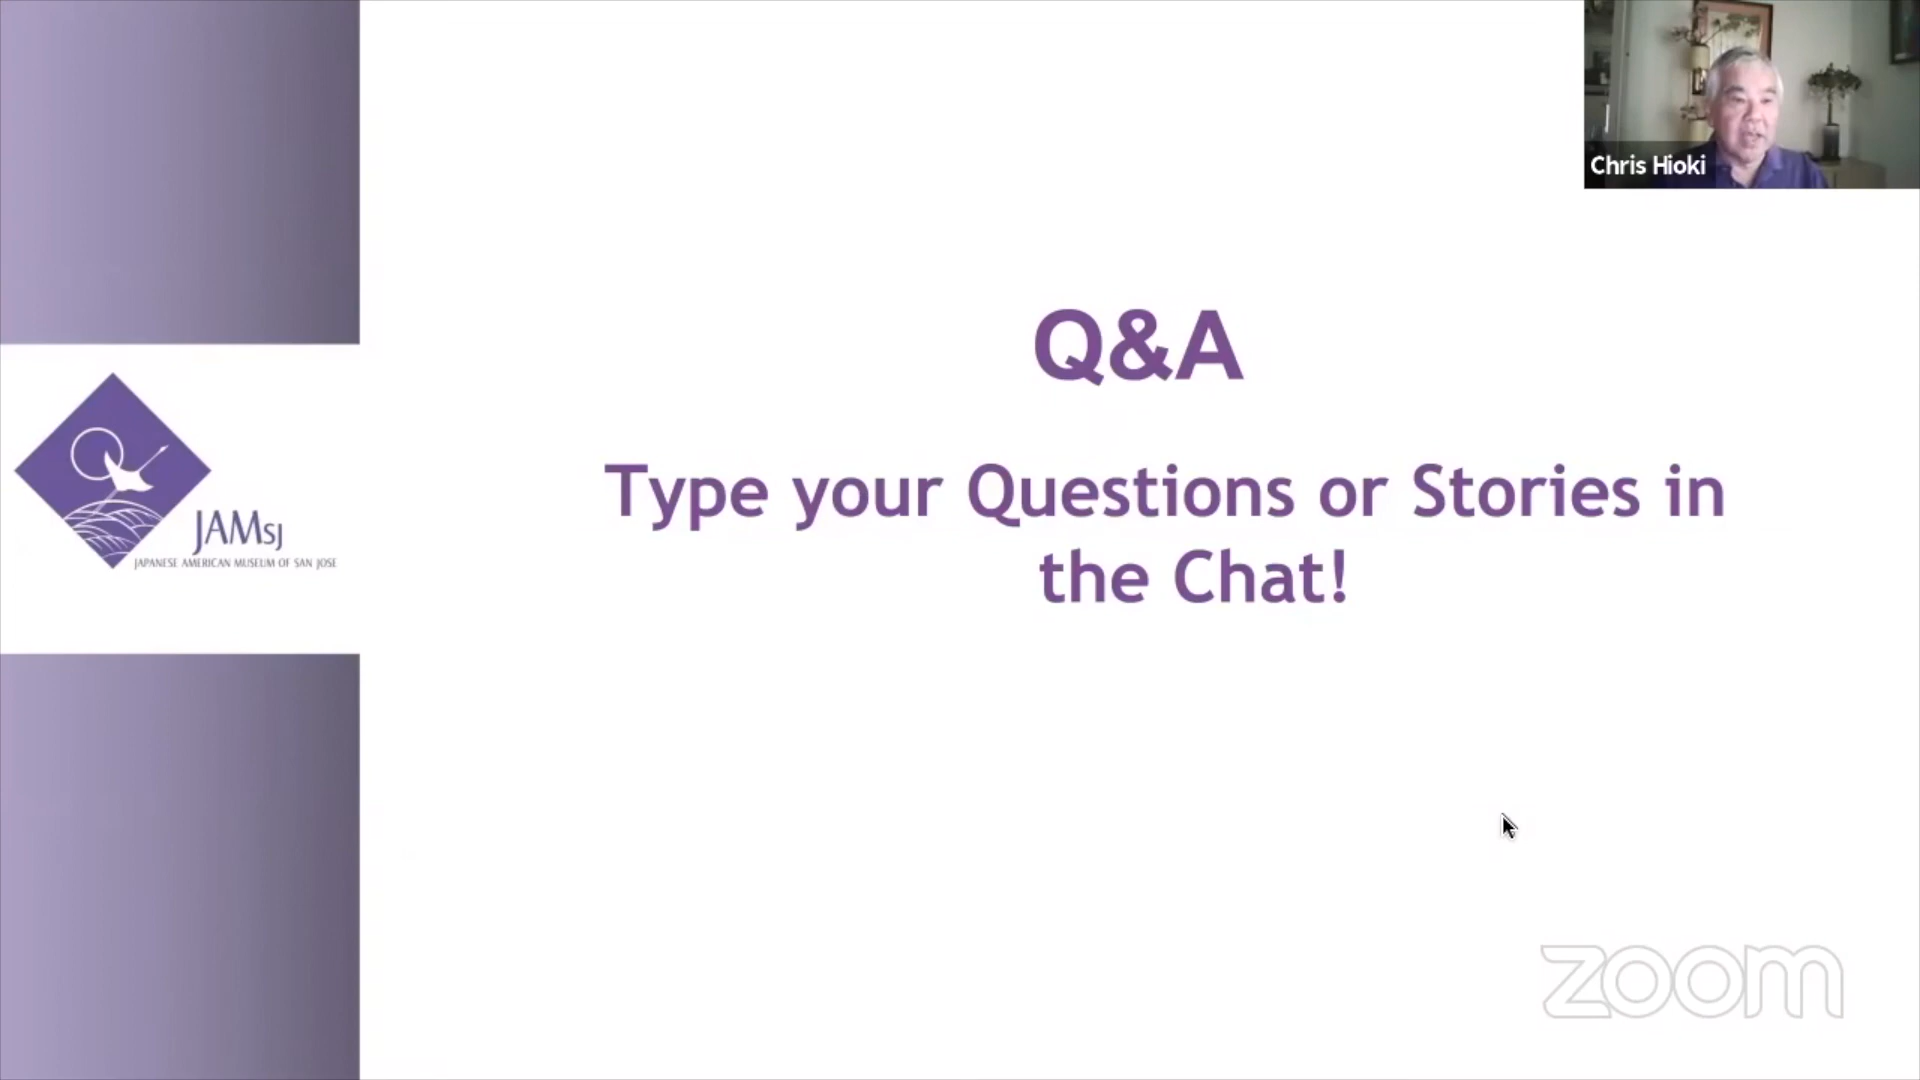 Chris Hioki
Q&A
Type your Questions or Stories in
the Chat!
JAMSJ
JAPANESE AMERICAN MUSEUM OF SAN JOSE
zoom